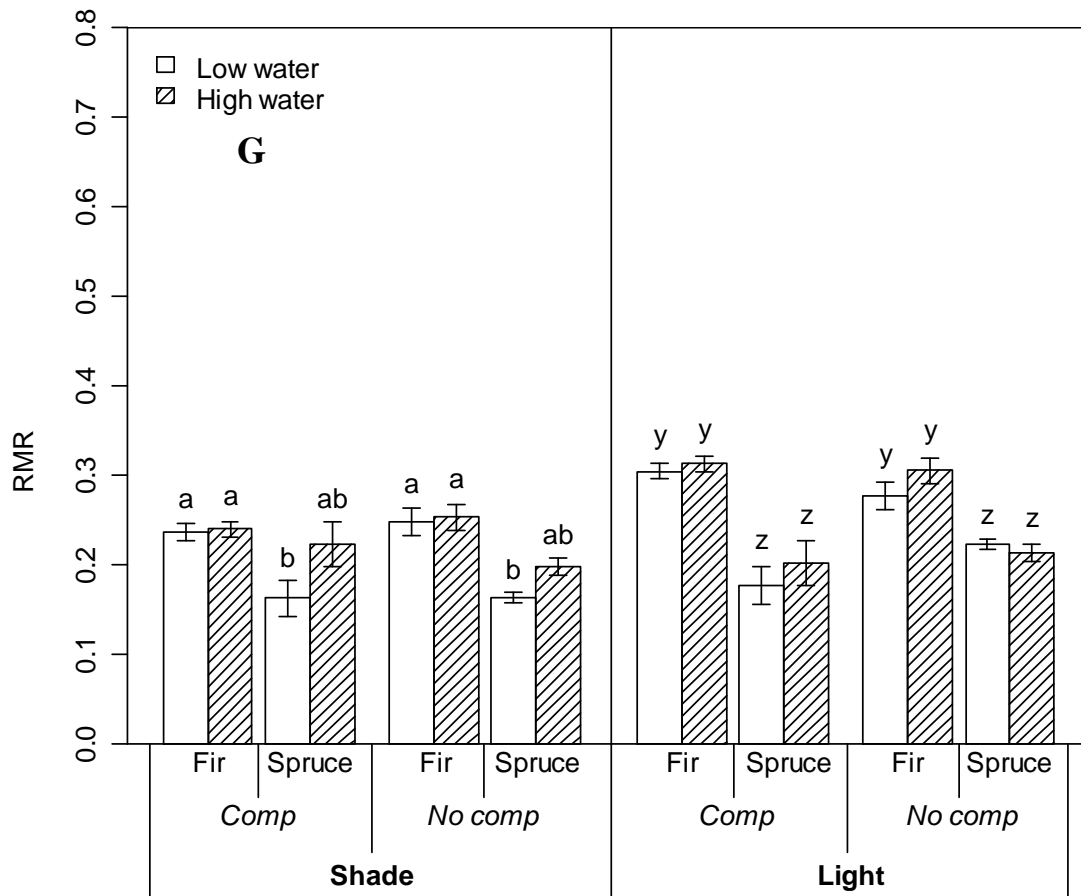 0.8
0.7
0.6
0.5
0.4
0.3
0.2
0.1
0.0
RMR
Low water
High water
G
a a b ab a a b ab
y y z z y y z z
Fir Spruce Fir Spruce Fir Spruce Fir Spruce
Comp No comp Comp No comp
Shade Light